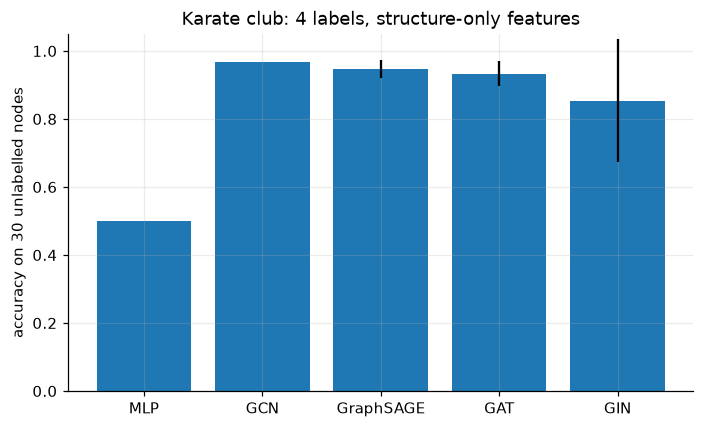 Karate club: 4 labels, structure-only features
accuracy on 30 unlabelled nodes
1.0
0.8
0.6
0.4
0.2
0.0
MLP
GCN
GraphSAGE
GAT
GIN